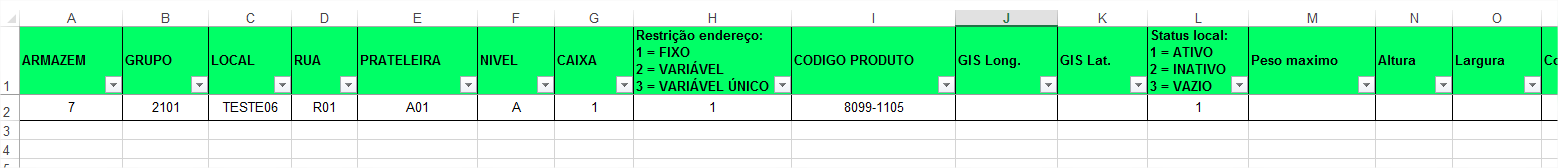 A B C D E F G H I J K L M N O
1 ARMAZEM GRUPO LOCAL RUA PRATELEIRA NIVEL CAIXA Restrição endereço: 1 = FIXO 2 = VARIÁVEL 3 = VARIÁVEL ÚNICO CODIGO PRODUTO GIS Long. GIS Lat. Status local: 1 = ATIVO 2 = INATIVO 3 = VAZIO Peso maximo Altura Largura
2 7 2101 TESTE06 R01 A01 A 1 1 8099-1105 1
3
4